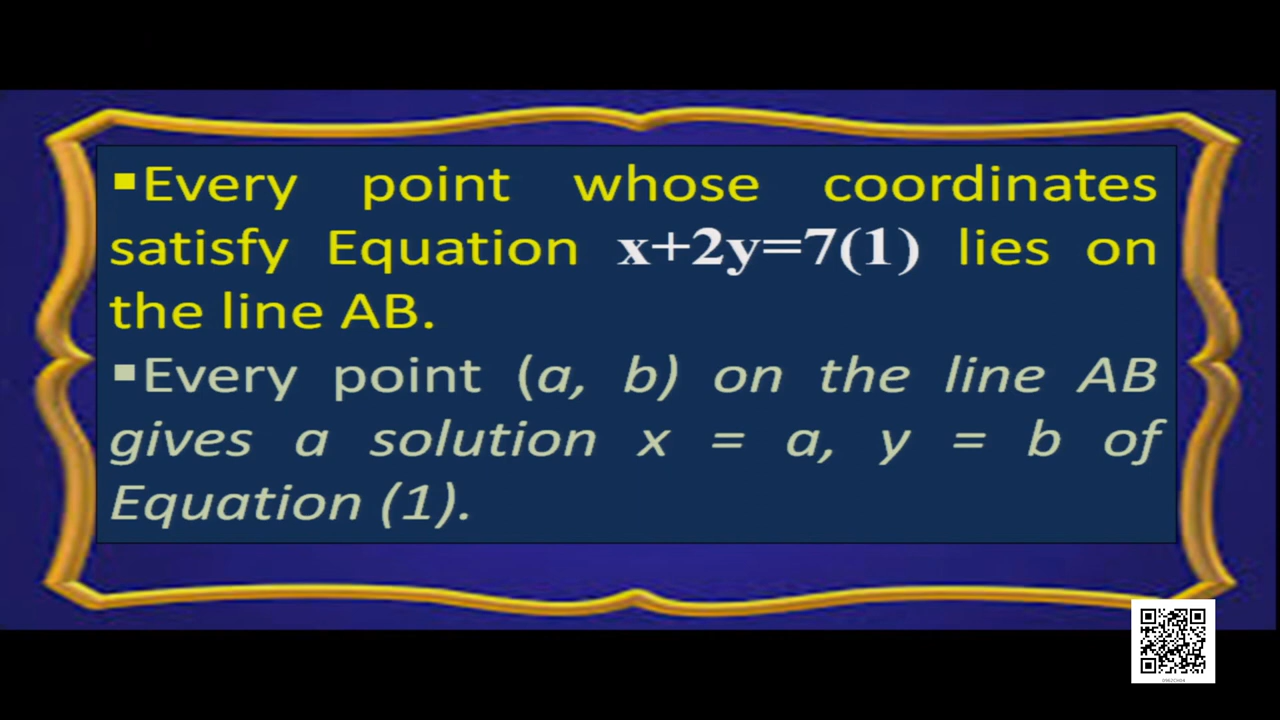 ▪Every point whose coordinates
satisfy Equation x+2y=7(1) lies on
the line AB.
▪Every point (a, b) on the line AB
gives a solution x = a, y = b of
Equation (1).